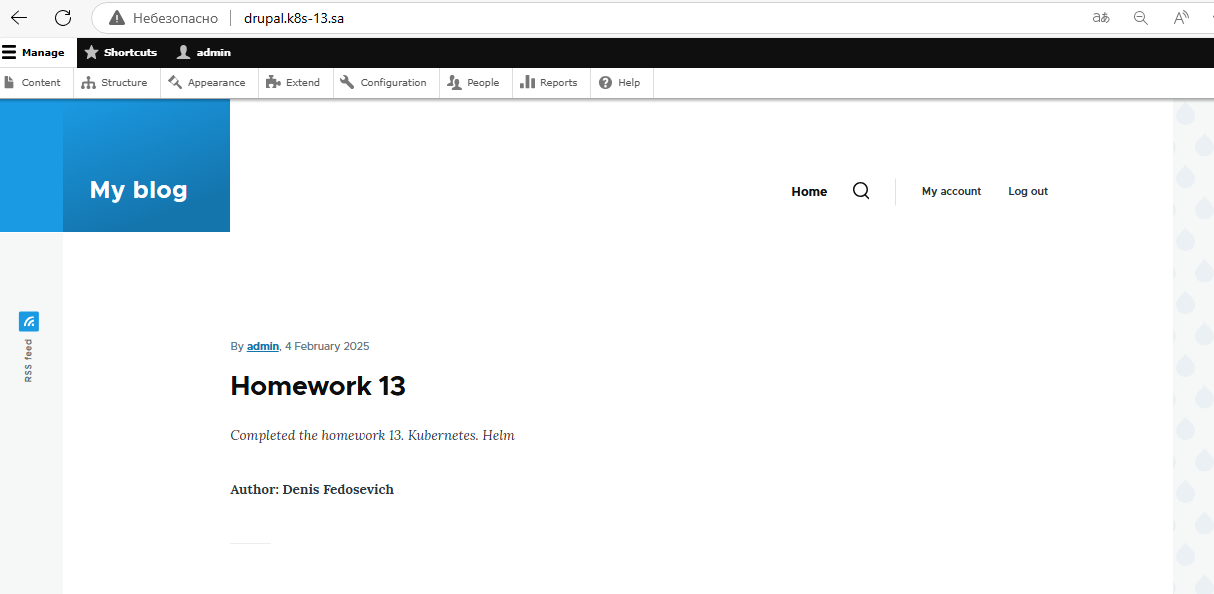 Небезопасно drupal.k8s-13.sa
Manage Shortcuts admin
Content Structure Appearance Extend Configuration People Reports Help
My blog
Home My account Log out
RSS feed
By admin, 4 February 2025
Homework 13
Completed the homework 13. Kubernetes. Helm
Author: Denis Fedosevich